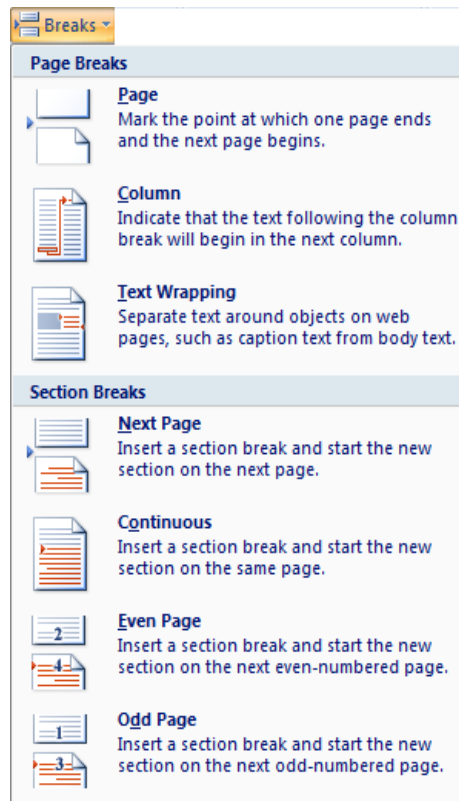 Breaks
Page Breaks
Page
Mark the point at which one page ends
and the next page begins.
Column
Indicate that the text following the column
break will begin in the next column.
Text Wrapping
Separate text around objects on web
pages, such as caption text from body text.
Section Breaks
Next Page
Insert a section break and start the new
section on the next page.
Continuous
Insert a section break and start the new
section on the same page.
2
4
Even Page
Insert a section break and start the new
section on the next even-numbered page.
1
3
Odd Page
Insert a section break and start the new
section on the next odd-numbered page.